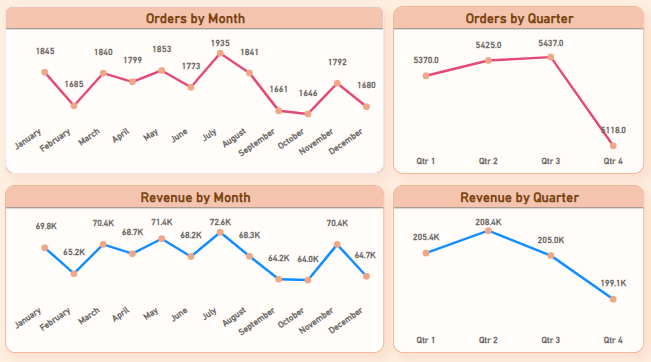 Orders by Month
1845
1685
1840
1799
1853
1773
1935
1841
1661
1646
1792
1680
January
February
March
April
May
June
July
August
September
October
November
December
Orders by Quarter
5370.0
5425.0
5437.0
5118.0
Qtr 1
Qtr 2
Qtr 3
Qtr 4
Revenue by Month
69.8K
65.2K
70.4K
68.7K
71.4K
68.2K
72.6K
68.3K
64.2K
64.0K
70.4K
64.7K
January
February
March
April
May
June
July
August
September
October
November
December
Revenue by Quarter
205.4K
208.4K
205.0K
199.1K
Qtr 1
Qtr 2
Qtr 3
Qtr 4